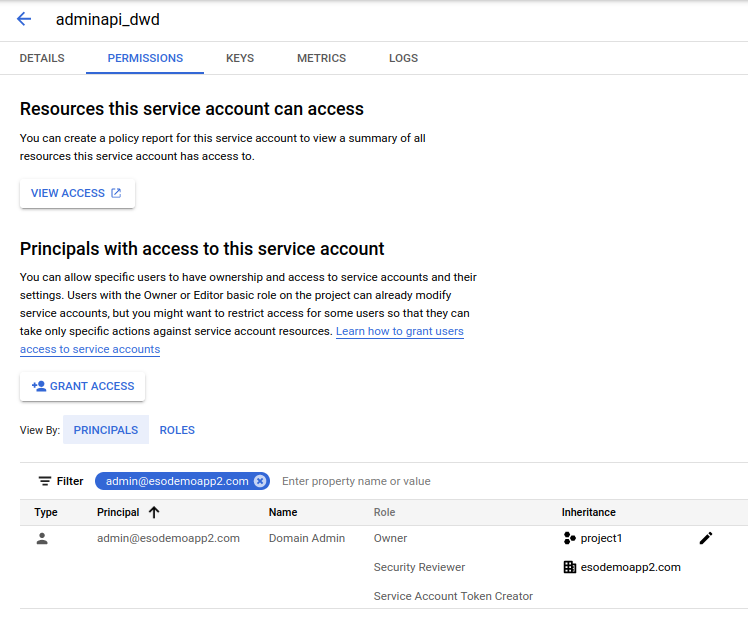 adminapi_dwd
DETAILS PERMISSIONS KEYS METRICS LOGS
Resources this service account can access
You can create a policy report for this service account to view a summary of all
resources this service account has access to.
VIEW ACCESS
Principals with access to this service account
You can allow specific users to have ownership and access to service accounts and their
settings. Users with the Owner or Editor basic role on the project can already modify
service accounts, but you might want to restrict access for some users so that they can
take only specific actions against service account resources. Learn how to grant users
access to service accounts
GRANT ACCESS
View By: PRINCIPALS ROLES
Filter admin@esodemoapp2.com Enter property name or value
Type Principal Name Role Inheritance
admin@esodemoapp2.com Domain Admin Owner project1
Security Reviewer esodemoapp2.com
Service Account Token Creator